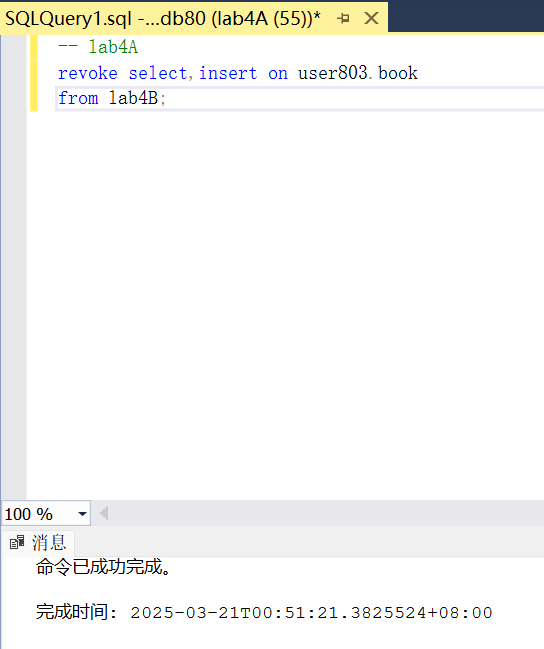 SQLQuery1.sql -...db80 (lab4A (55))*
-- lab4A
revoke select,insert on user803.book
from lab4B;
100 %
消息
命令已成功完成。
完成时间: 2025-03-21T00:51:21.3825524+08:00